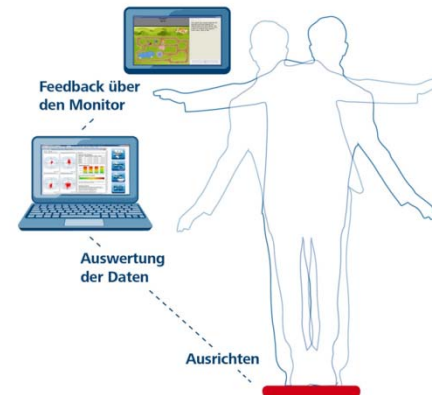 Feedback über
den Monitor
Auswertung
der Daten
Ausrichten